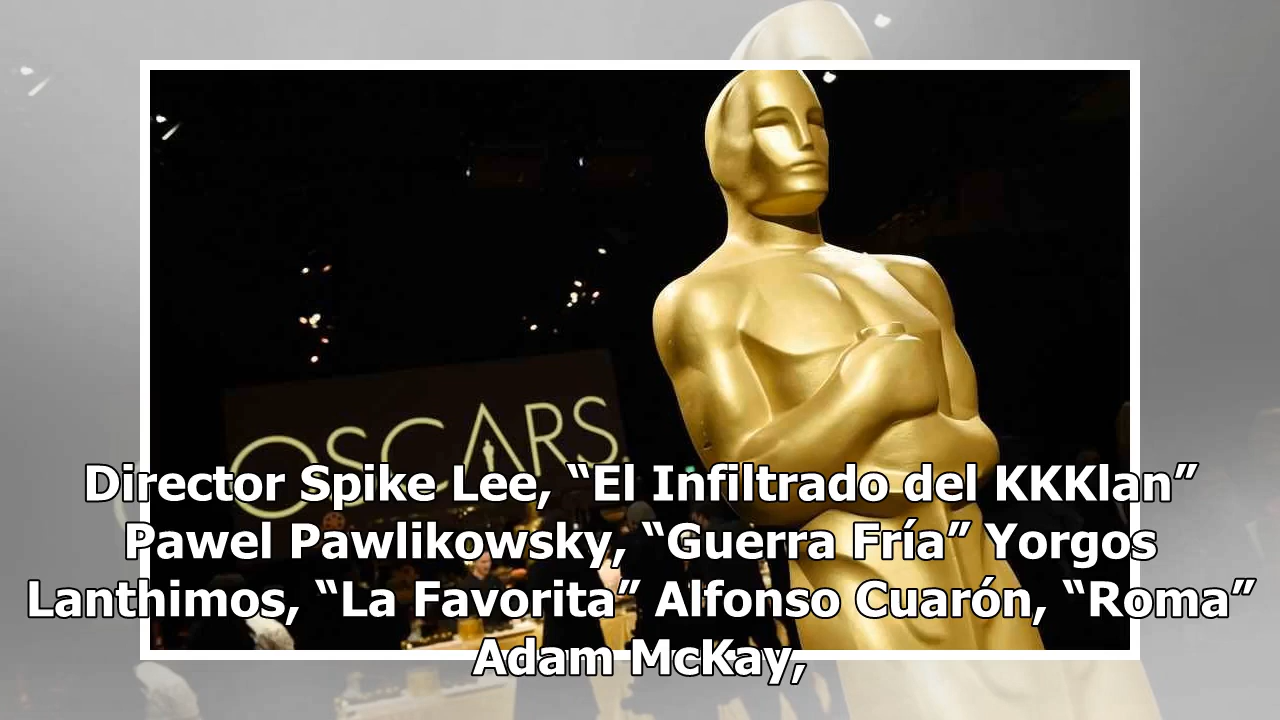 OSCARS
Director Spike Lee, “El Infiltrado del KKKlan”
Pawel Pawlikowsky, “Guerra Fría” Yorgos
Lanthimos, “La Favorita” Alfonso Cuarón, “Roma”
Adam McKay,